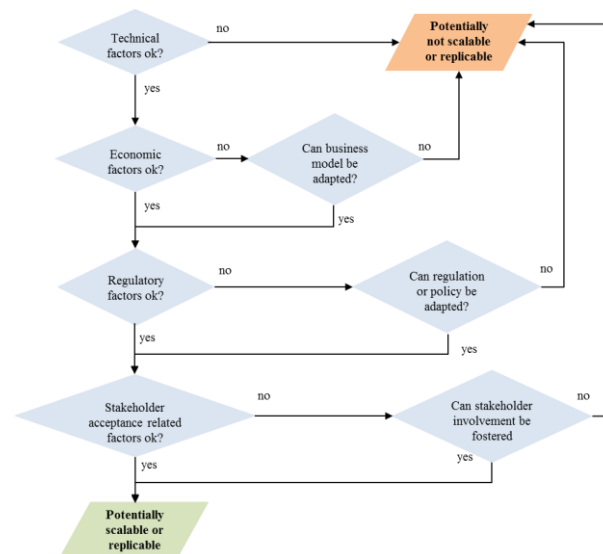 Technical
factors ok?
no
Potentially
not scalable
or replicable
yes
Economic
factors ok?
no
Can business
model be
adapted?
no
yes
yes
Regulatory
factors ok?
no
Can regulation
or policy be
adapted?
no
yes
yes
Stakeholder
acceptance related
factors ok?
no
Can stakeholder
involvement be
fostered
no
yes
yes
Potentially
scalable or
replicable